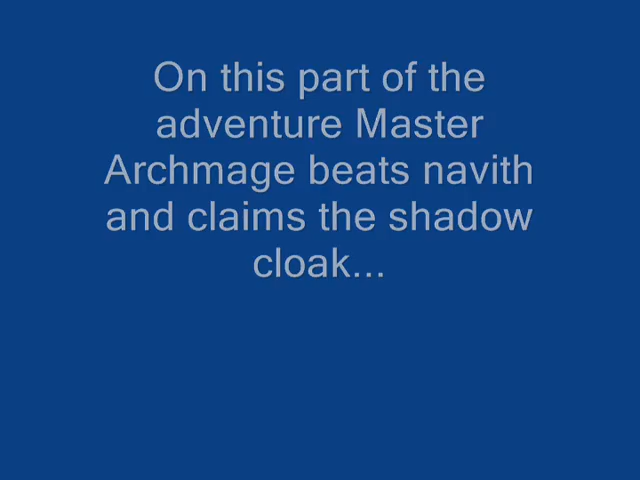 On this part of the
adventure Master
Archmage beats navith
and claims the shadow
cloak...